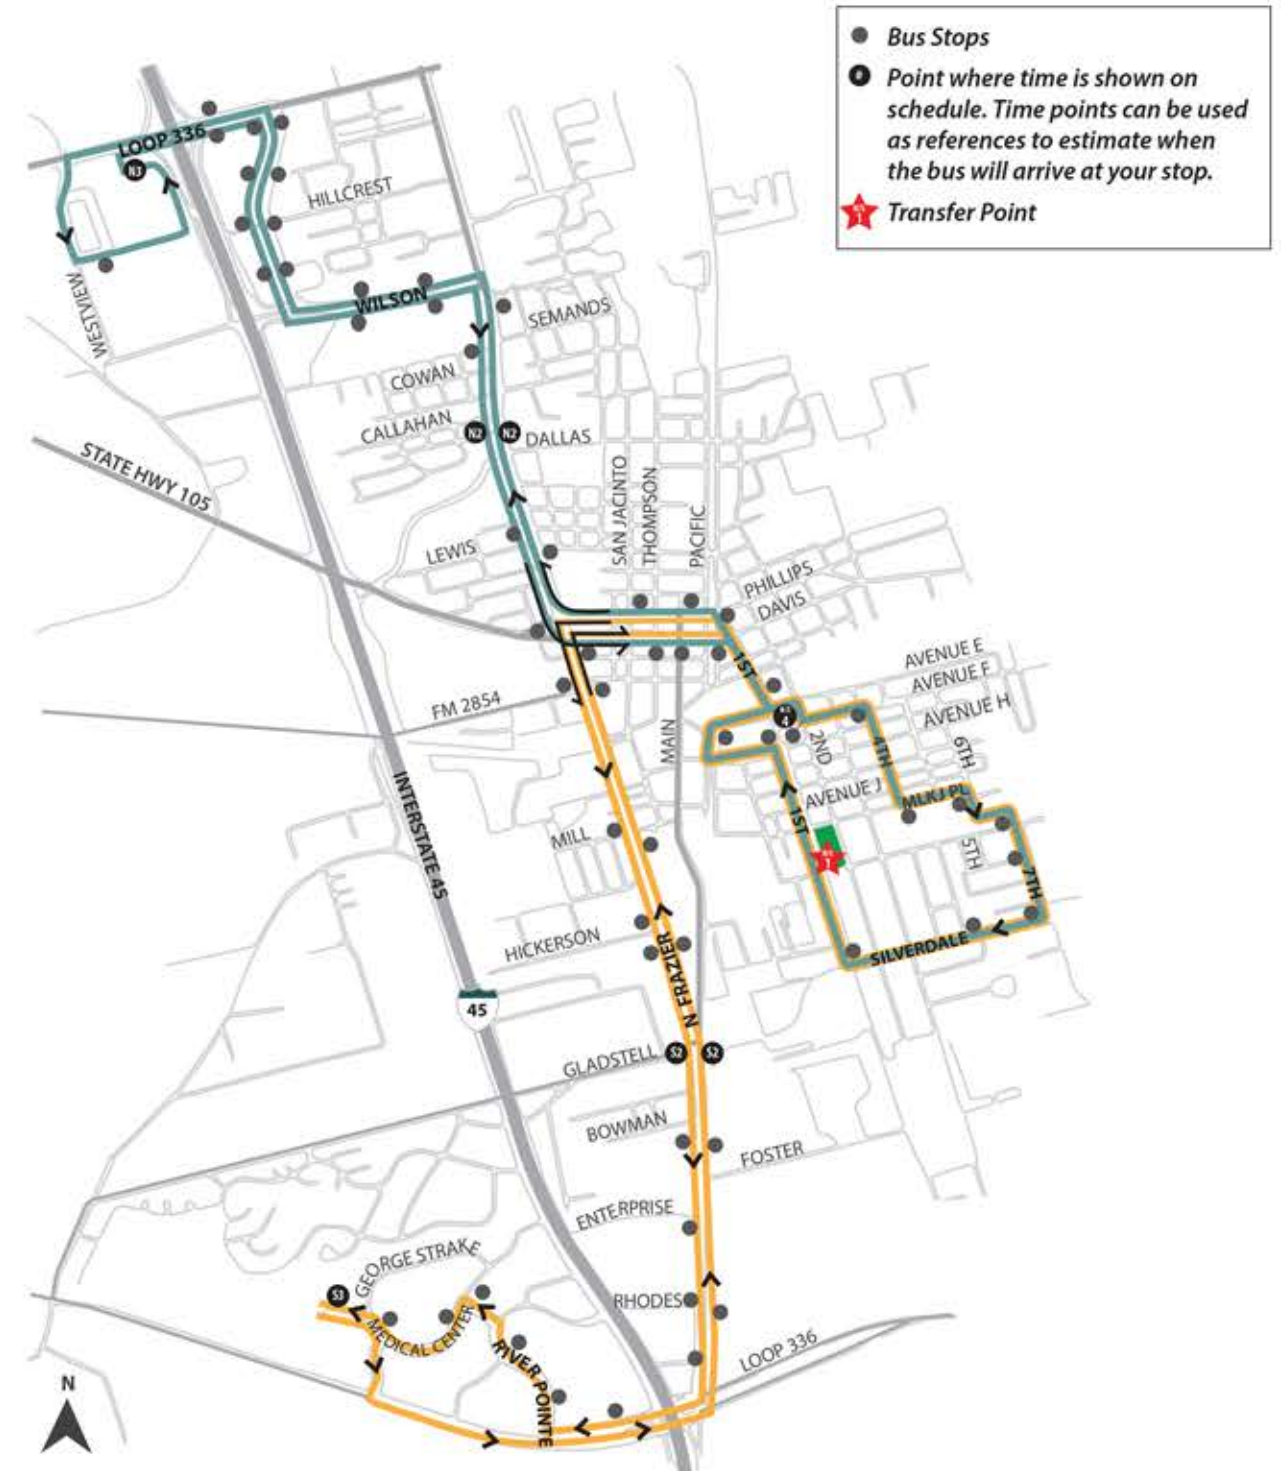 Bus Stops
# Point where time is shown on
schedule. Time points can be used
as references to estimate when
the bus will arrive at your stop.
1 Transfer Point
LOOP 336
N3
HILLCREST
WESTVIEW
WILSON
SEMANDS
COWAN
CALLAHAN
N2
N2
DALLAS
STATE HWY 105
SAN JACINTO
THOMPSON
PACIFIC
LEWIS
PHILLIPS
DAVIS
1ST
AVENUE E
AVENUE F
AVENUE H
FM 2854
MAIN
4
2ND
4TH
6TH
AVENUE J
MLKJ PL
INTERSTATE 45
1ST
MILL
1
5TH
7TH
HICKERSON
N FRAZIER
SILVERDALE
45
GLADSTELL
S2
S2
BOWMAN
FOSTER
ENTERPRISE
GEORGE STRAKE
S3
RHODES
MEDICAL CENTER
RIVER POINTE
LOOP 336
N